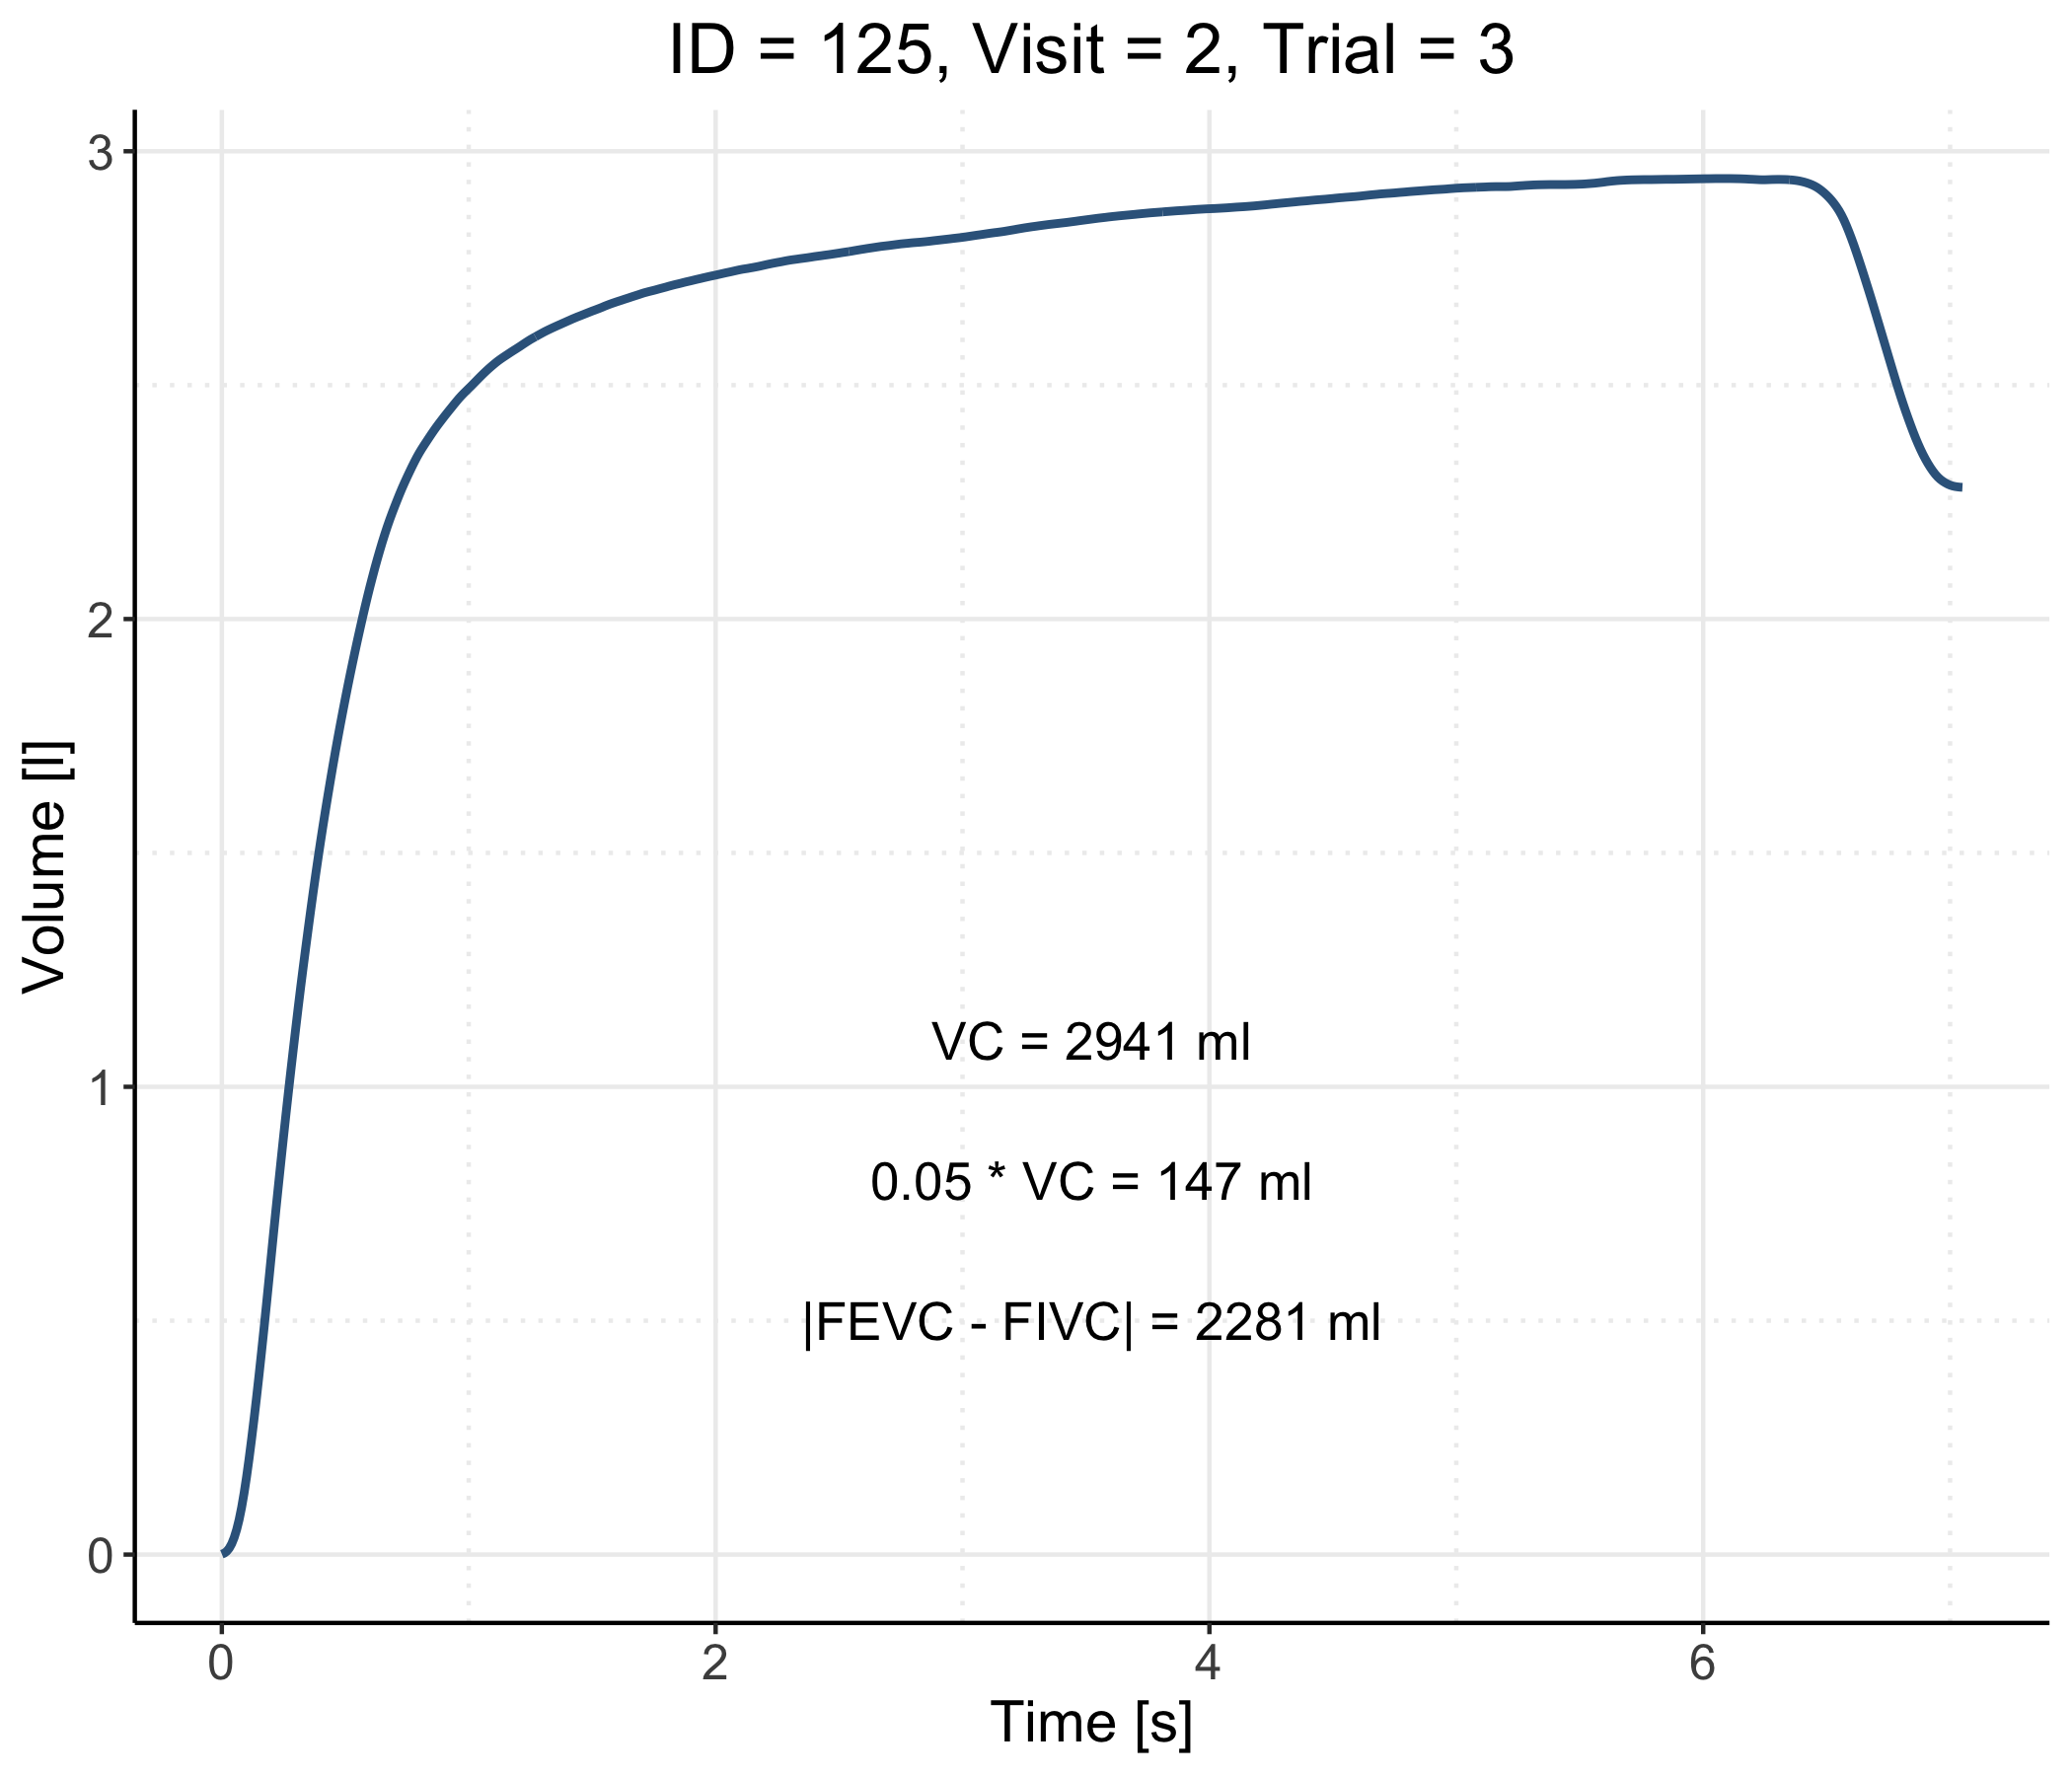 ID = 125, Visit = 2, Trial = 3
3
2
1
0
Volume [l]
VC = 2941 ml
0.05 * VC = 147 ml
|FEVC - FIVC| = 2281 ml
0 2 4 6
Time [s]